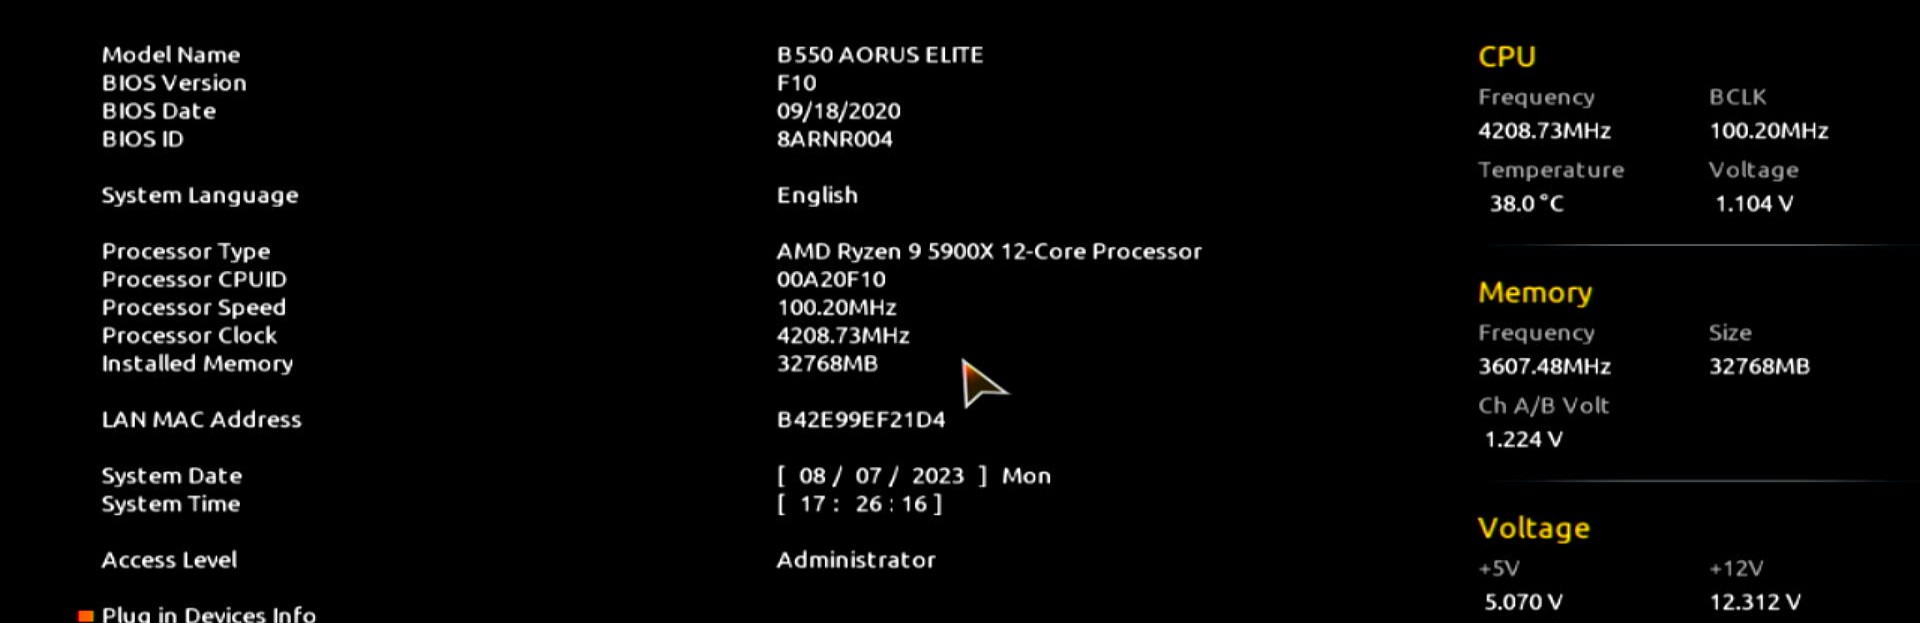 Model Name B550 AORUS ELITE
BIOS Version F10
BIOS Date 09/18/2020
BIOS ID 8ARNR004
System Language English
Processor Type AMD Ryzen 9 5900X 12-Core Processor
Processor CPUID 00A20F10
Processor Speed 100.20MHz
Processor Clock 4208.73MHz
Installed Memory 32768MB
LAN MAC Address B42E99EF21D4
System Date [ 08 / 07 / 2023 ] Mon
System Time [ 17 : 26 : 16 ]
Access Level Administrator
Plug in Devices Info
CPU
Frequency BCLK
4208.73MHz 100.20MHz
Temperature Voltage
38.0 °C 1.104 V
Memory
Frequency Size
3607.48MHz 32768MB
Ch A/B Volt
1.224 V
Voltage
+5V +12V
5.070 V 12.312 V